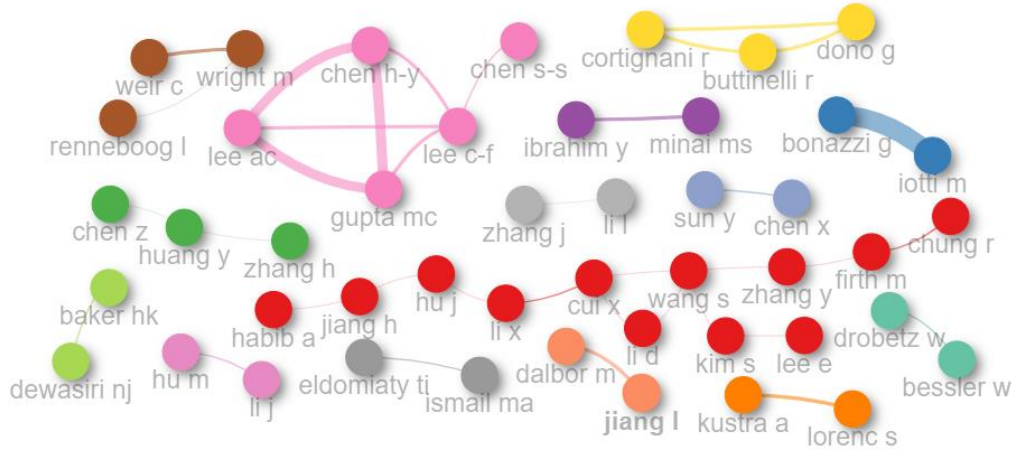 weir c
wright m
chen h-y
chen s-s
cortignani r
dono g
buttinelli r
renneboog l
lee ac
lee c-f
ibrahim y
minai ms
bonazzi g
iotti m
gupta mc
zhang j
li l
sun y
chen x
chen z
huang y
zhang h
chung r
firth m
zhang y
wang s
cui x
hu j
li x
jiang h
habib a
baker hk
dewasiri nj
hu m
li j
eldomiaty ti
ismail ma
dalbor m
jiang l
li d
kim s
lee e
drobetz w
bessler w
kustra a
lorenc s